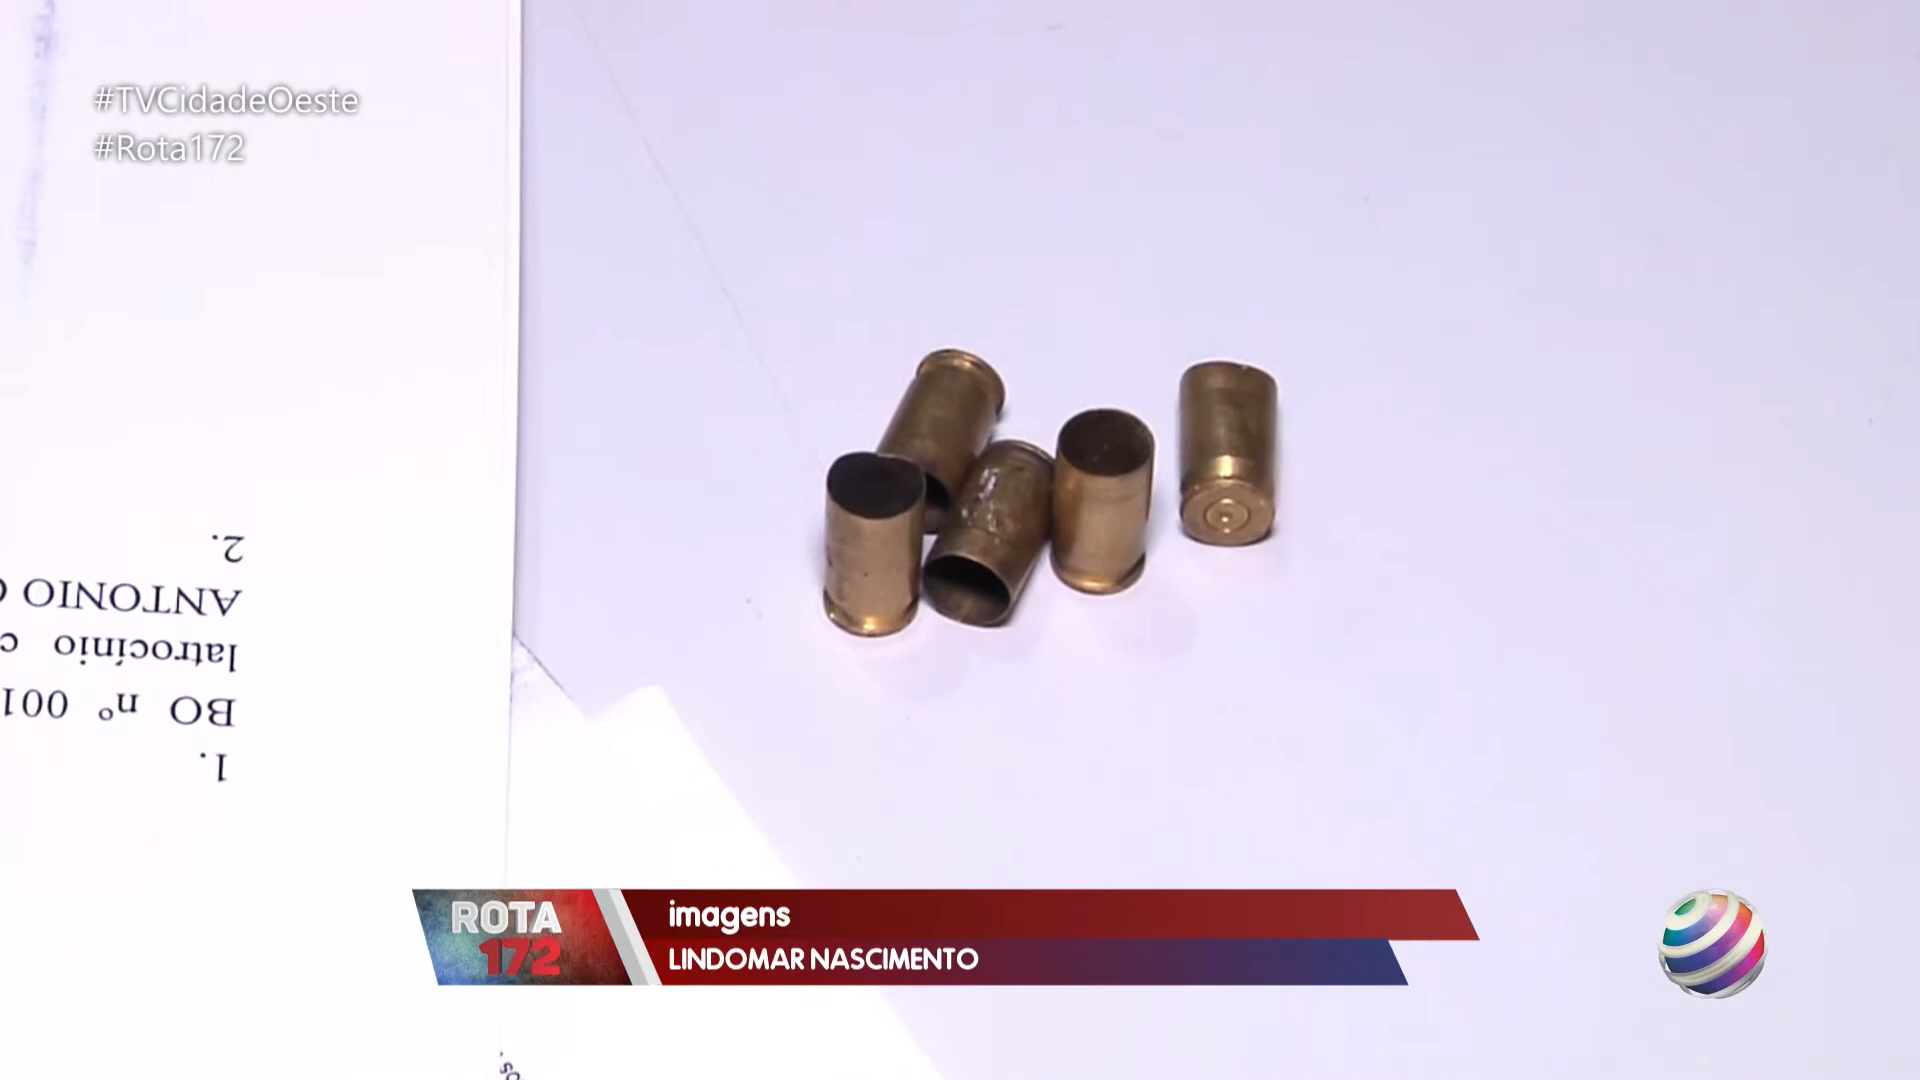 #TVCidadeOeste
#Rota172
1.
BO nº 001
latrocínio c
ANTONIO
2.
ROTA
172
imagens
LINDOMAR NASCIMENTO